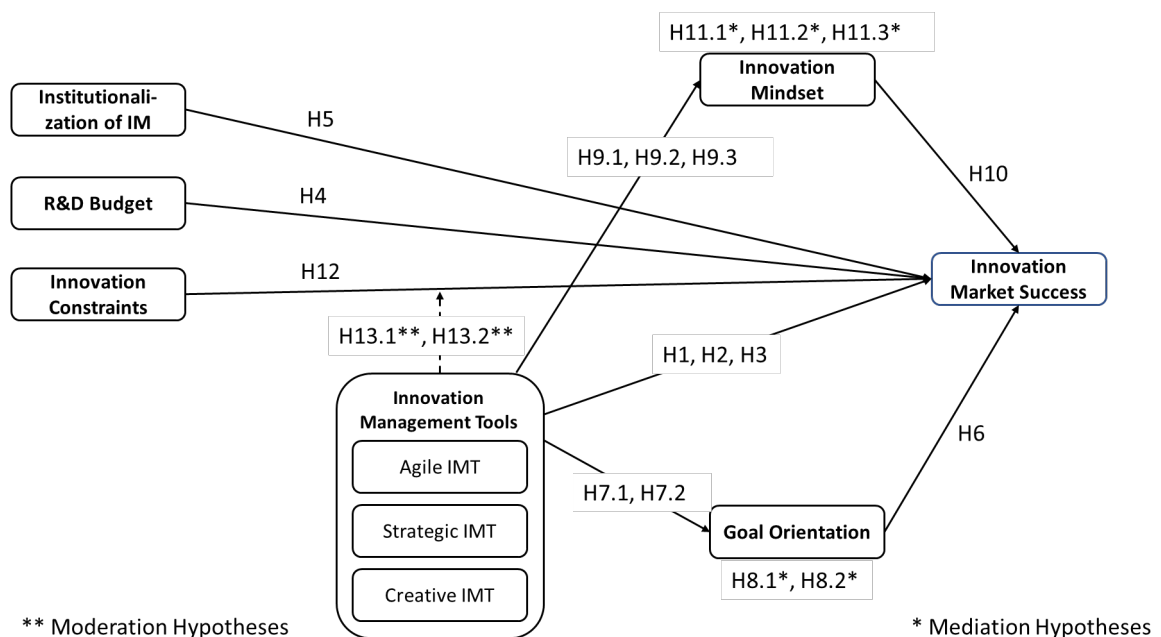 H11.1*, H11.2*, H11.3*
Innovation
Mindset
Institutionali-
zation of IM
H5
H9.1, H9.2, H9.3
H10
R&D Budget
H4
Innovation
Constraints
H12
Innovation
Market Success
H13.1**, H13.2**
H1, H2, H3
Innovation
Management Tools
Agile IMT
Strategic IMT
Creative IMT
H7.1, H7.2
H6
Goal Orientation
H8.1*, H8.2*
** Moderation Hypotheses
* Mediation Hypotheses